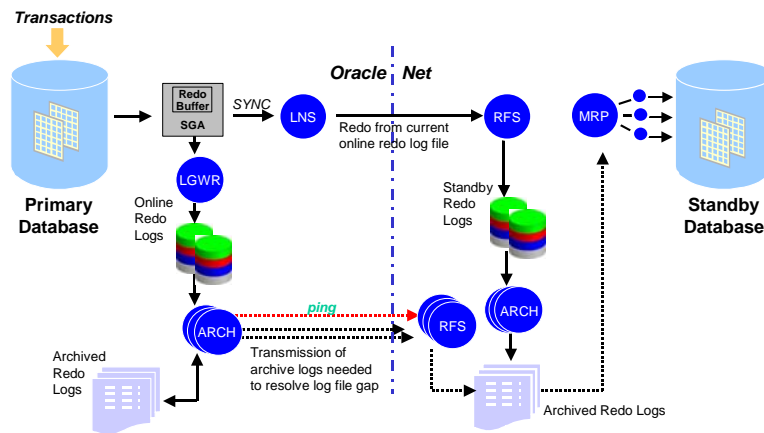 Transactions
Oracle Net
Redo
Buffer
SGA
SYNC
LNS
Redo from current
online redo log file
RFS
MRP
LGWR
Primary
Database
Online
Redo
Logs
Standby
Redo
Logs
Standby
Database
ping
ARCH
RFS
ARCH
Transmission of
archive logs needed
to resolve log file gap
Archived
Redo
Logs
Archived Redo Logs